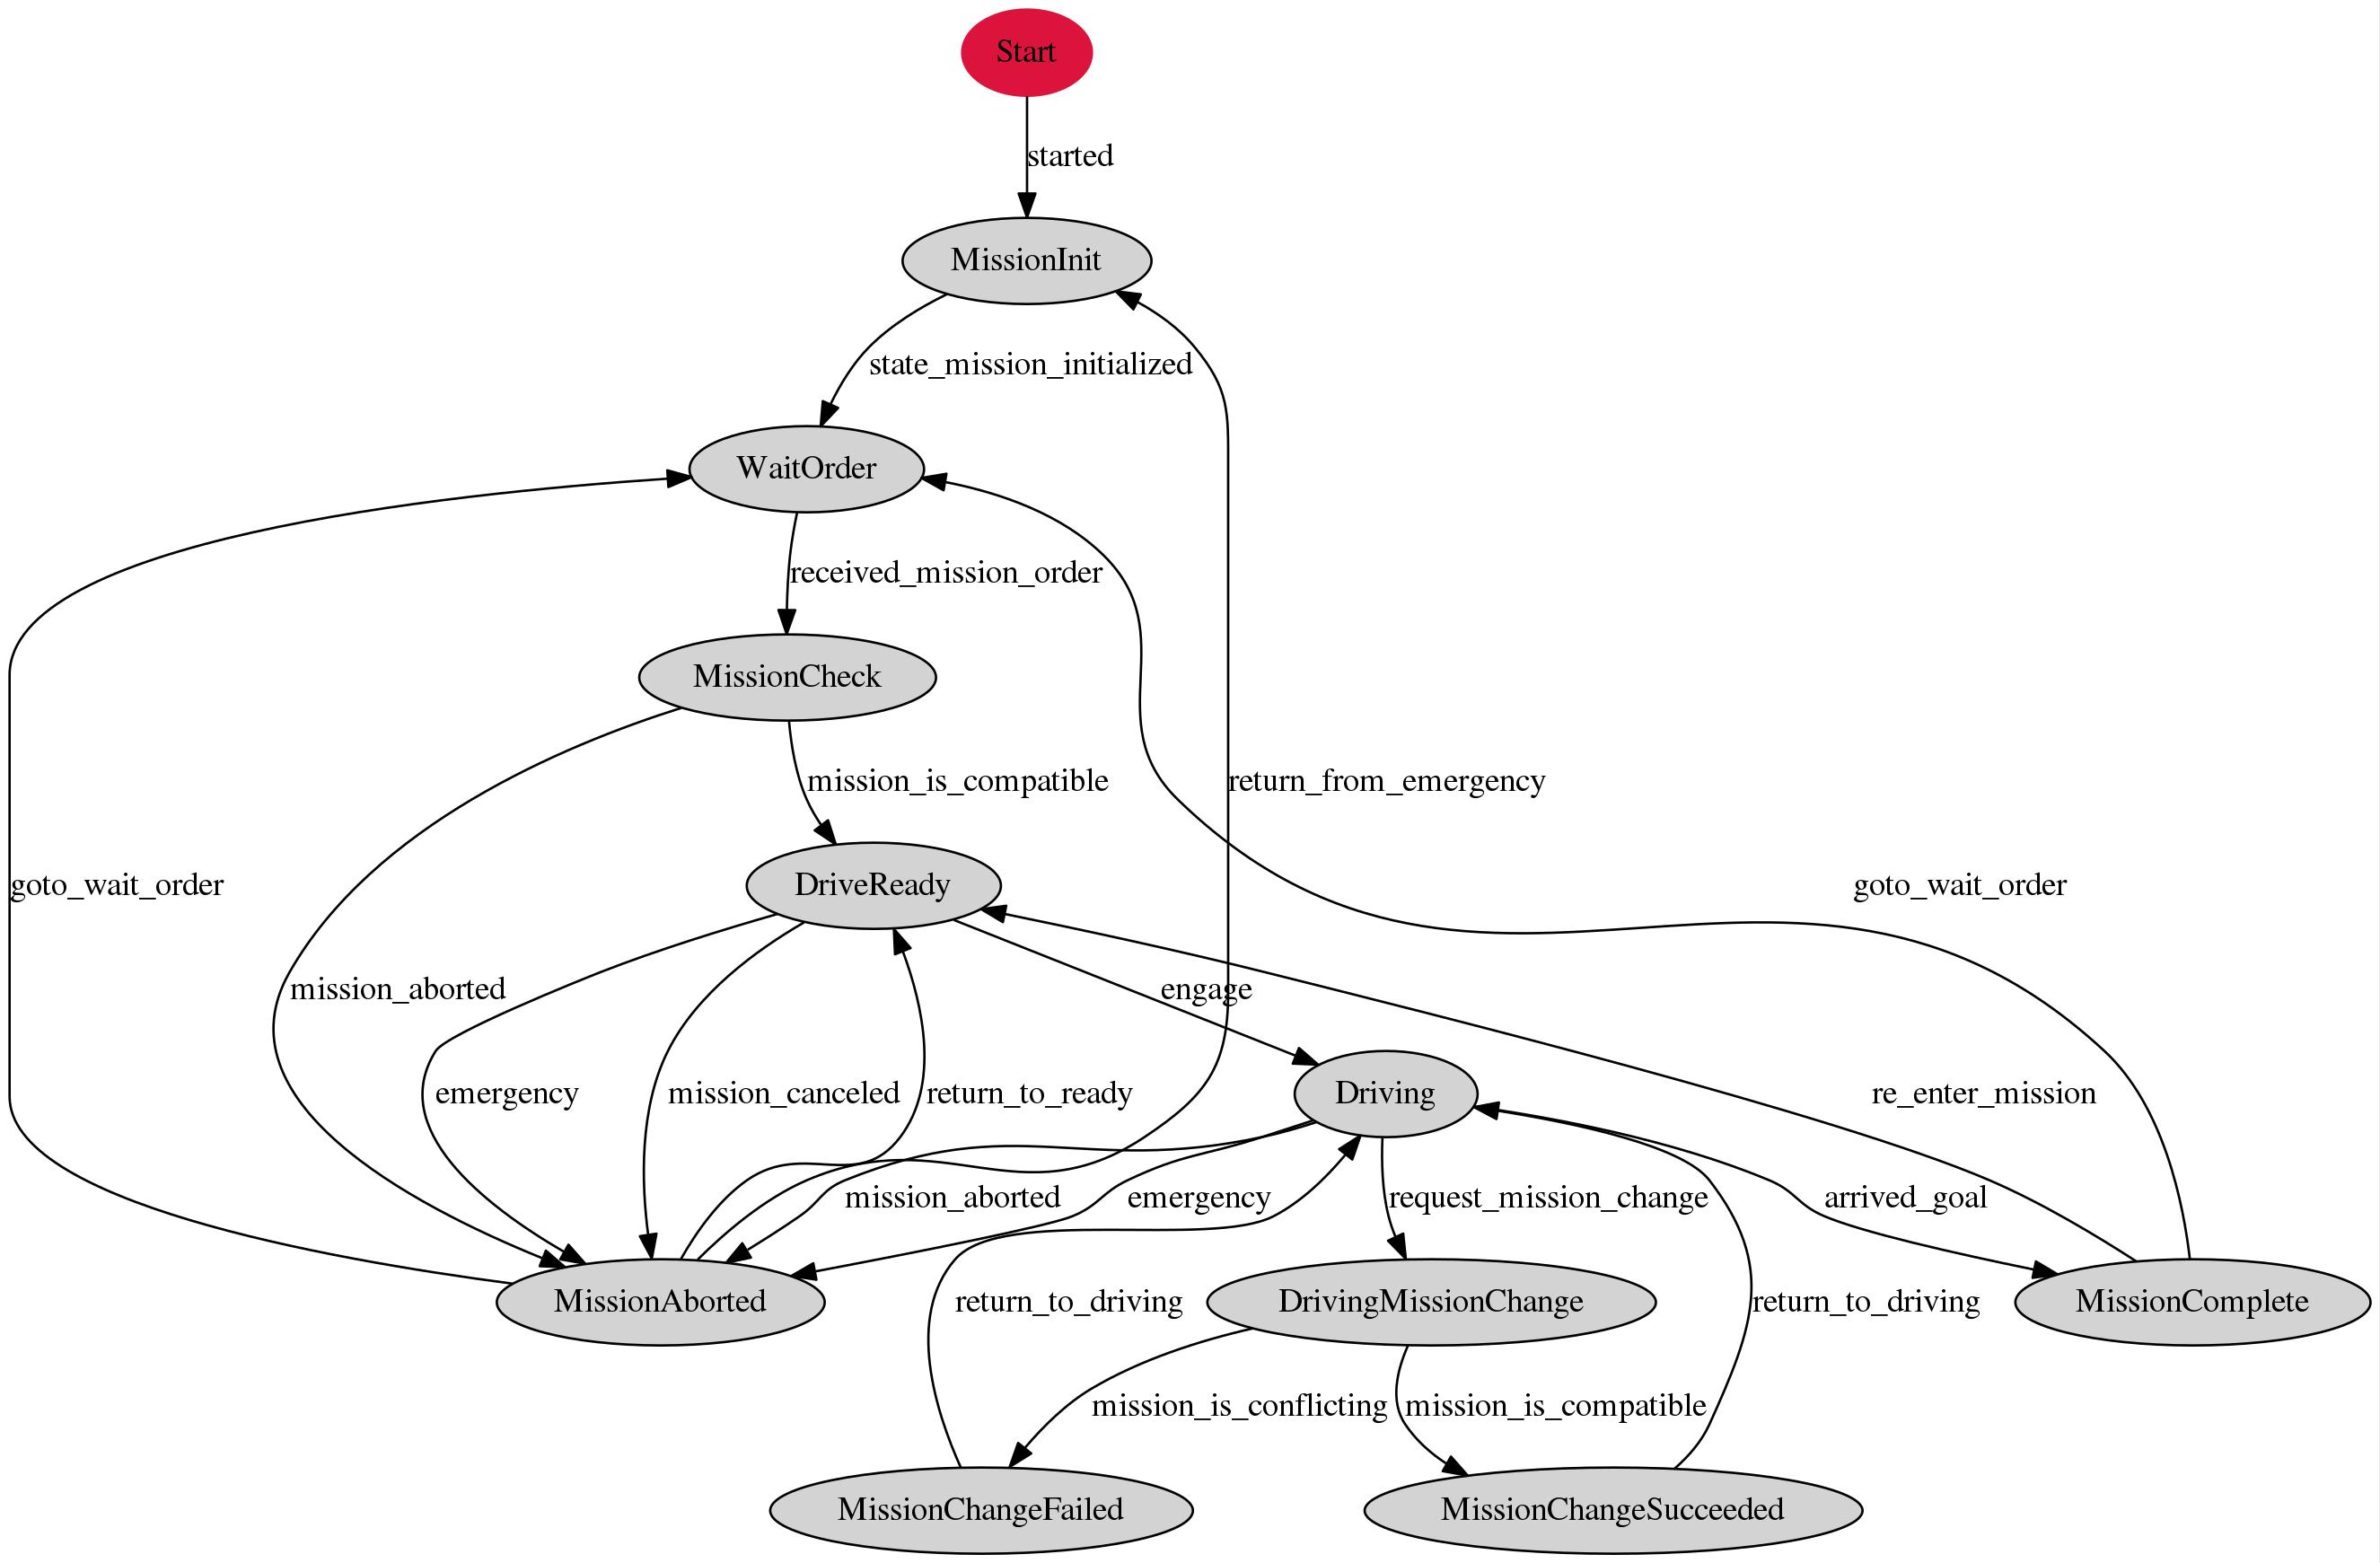 Start
started
MissionInit
state_mission_initialized
WaitOrder
received_mission_order
MissionCheck
mission_is_compatible
return_from_emergency
DriveReady
goto_wait_order
goto_wait_order
mission_aborted
engage
emergency
mission_canceled
return_to_ready
Driving
re_enter_mission
mission_aborted
emergency
request_mission_change
arrived_goal
MissionAborted
return_to_driving
DrivingMissionChange
return_to_driving
MissionComplete
mission_is_conflicting
mission_is_compatible
MissionChangeFailed
MissionChangeSucceeded